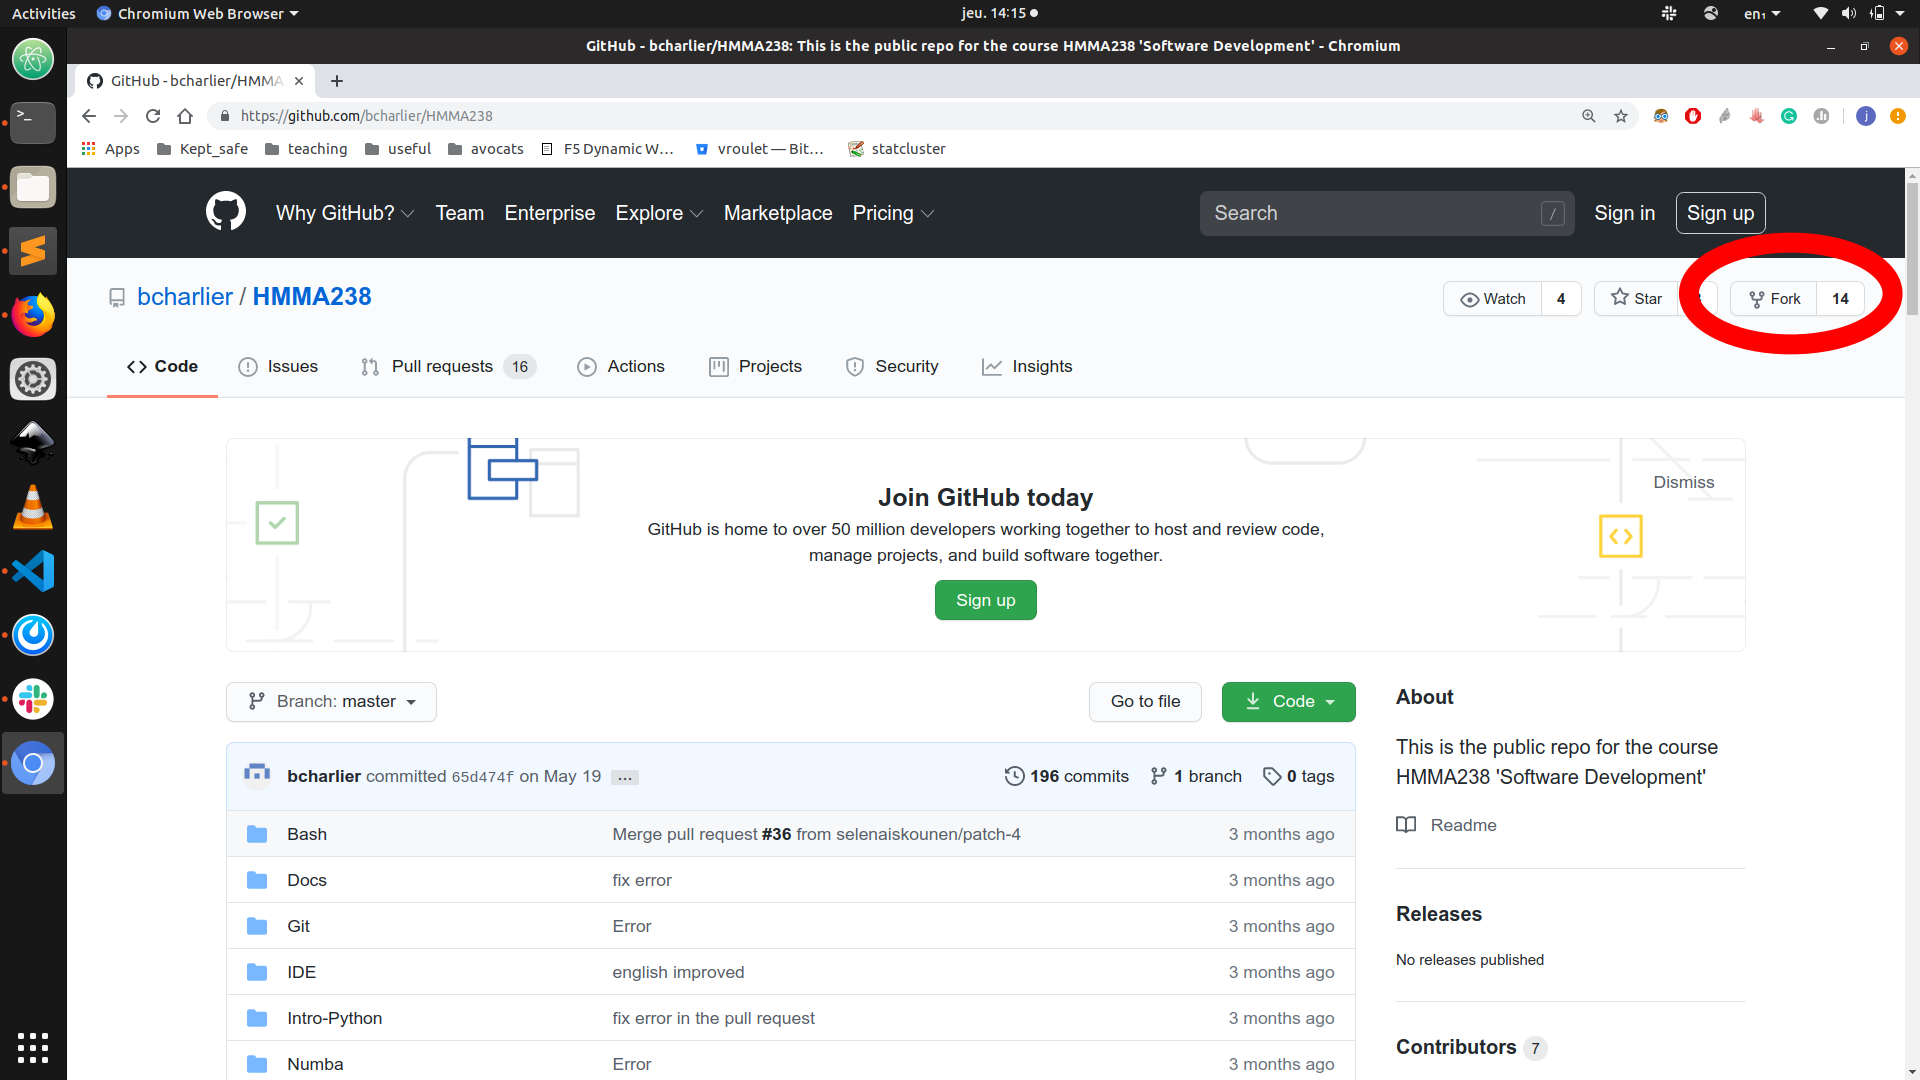 Activities Chromium Web Browser jeu. 14:15 en₁
GitHub - bcharlier/HMMA238: This is the public repo for the course HMMA238 'Software Development' - Chromium
GitHub - bcharlier/HMMA
https://github.com/bcharlier/HMMA238
Apps Kept_safe teaching useful avocats F5 Dynamic W... vroulet — Bit... statcluster
Why GitHub? Team Enterprise Explore Marketplace Pricing Search / Sign in Sign up
bcharlier / HMMA238 Watch 4 Star Fork 14
Code Issues Pull requests 16 Actions Projects Security Insights
Join GitHub today
Dismiss
GitHub is home to over 50 million developers working together to host and review code,
manage projects, and build software together.
Sign up
Branch: master Go to file Code
bcharlier committed 65d474f on May 19 ... 196 commits 1 branch 0 tags
Bash Merge pull request #36 from selenaiskounen/patch-4 3 months ago
Docs fix error 3 months ago
Git Error 3 months ago
IDE english improved 3 months ago
Intro-Python fix error in the pull request 3 months ago
Numba Error 3 months ago
About
This is the public repo for the course
HMMA238 'Software Development'
Readme
Releases
No releases published
Contributors 7